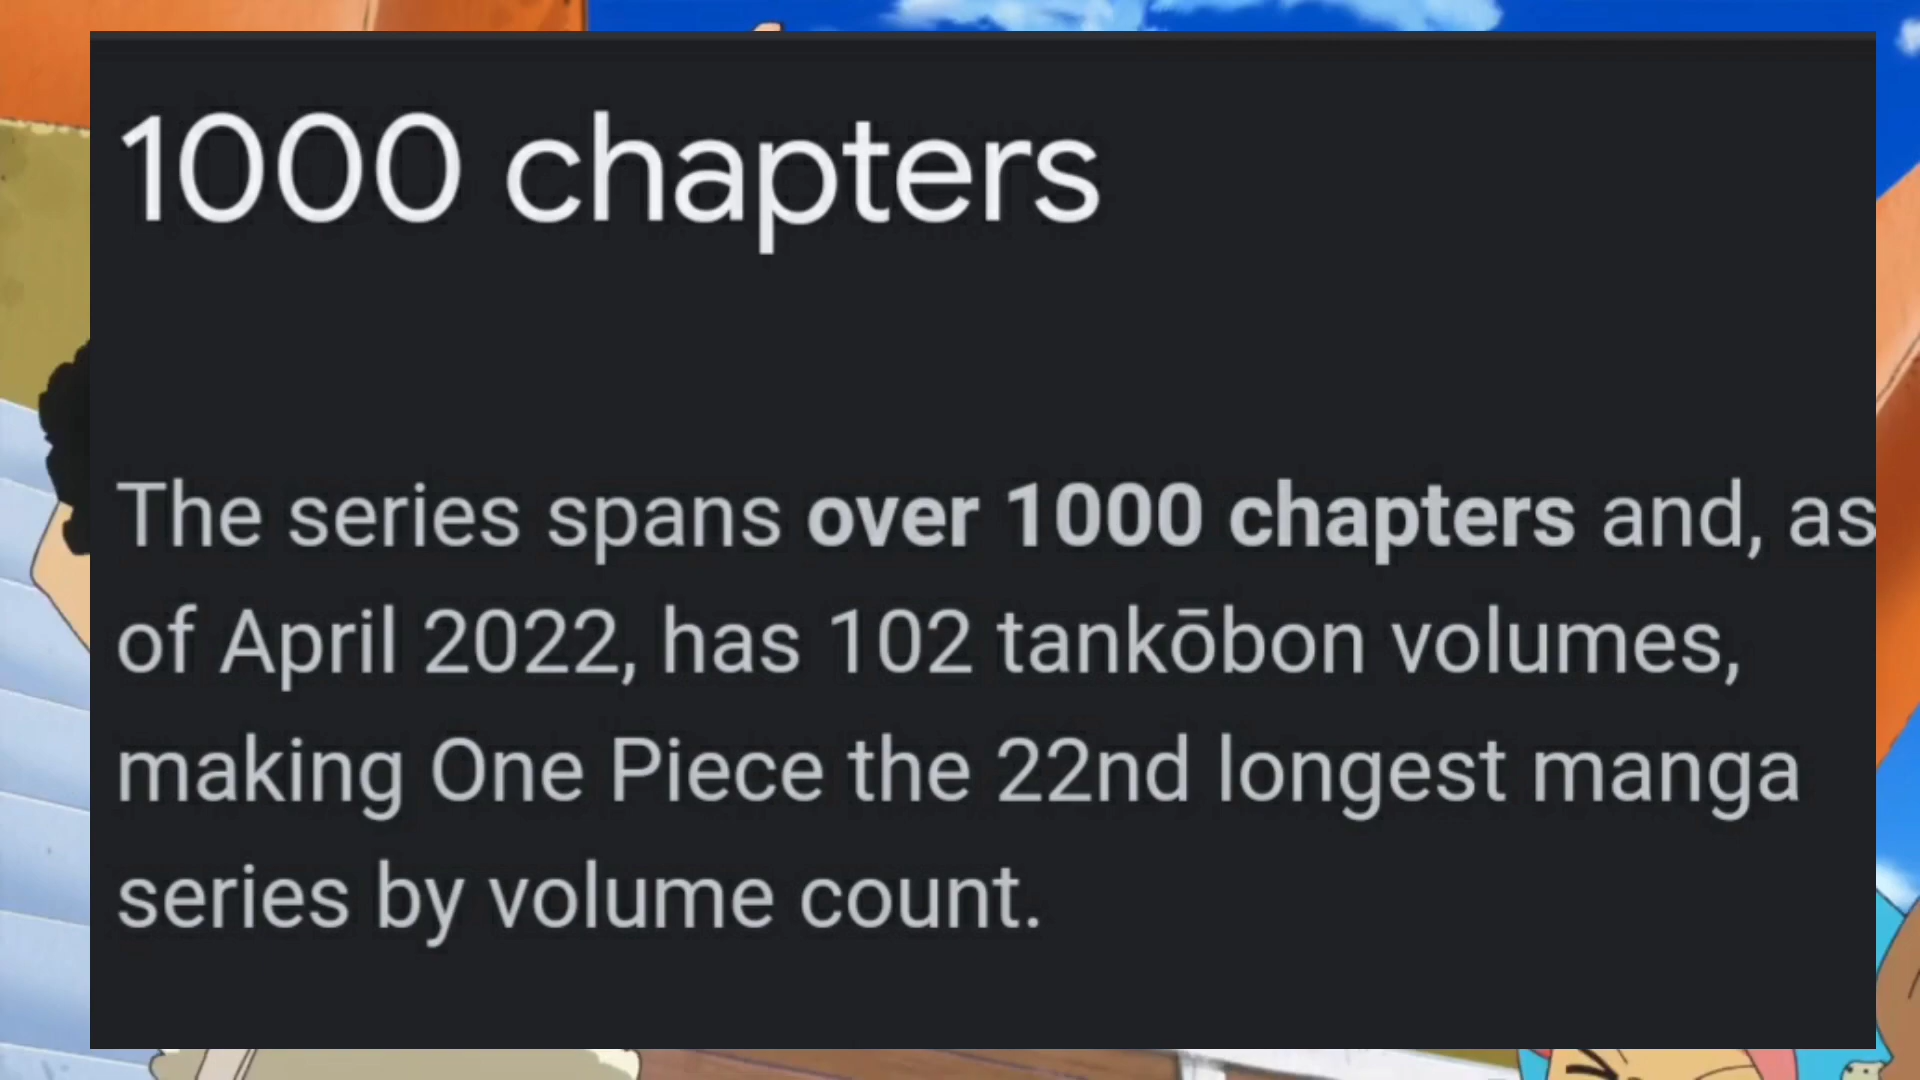 1000 chapters
The series spans over 1000 chapters and, as
of April 2022, has 102 tankōbon volumes,
making One Piece the 22nd longest manga
series by volume count.